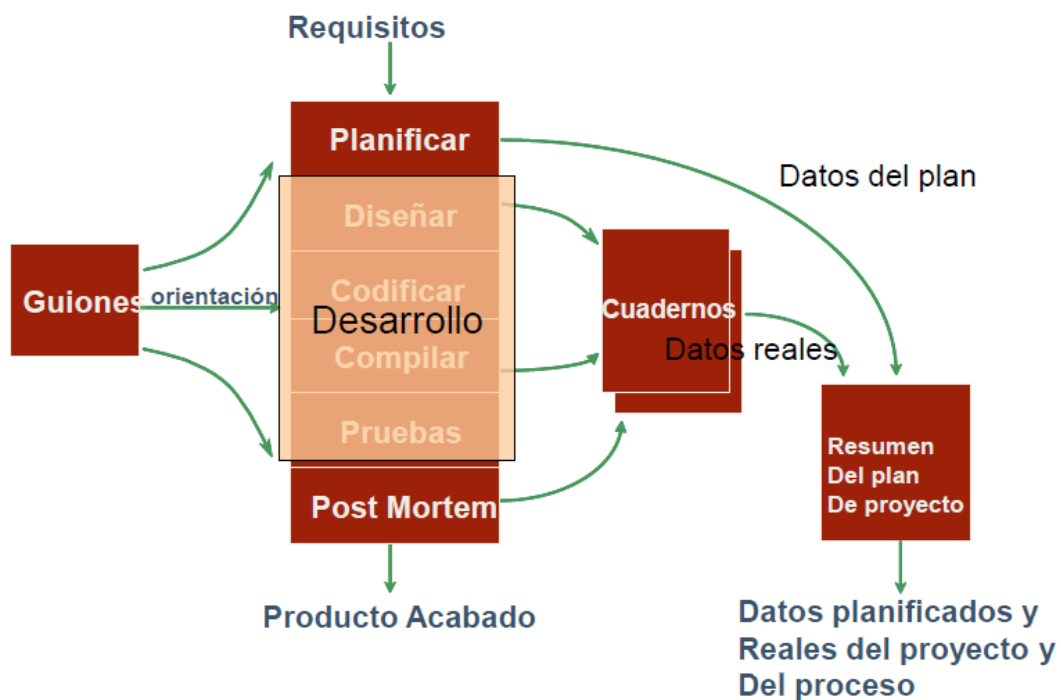 Requisitos
Planificar
Datos del plan
Diseñar
Guiones
orientación
Codificar
Desarrollo
Compilar
Pruebas
Cuadernos
Datos reales
Post Mortem
Resumen
Del plan
De proyecto
Producto Acabado
Datos planificados y
Reales del proyecto y
Del proceso